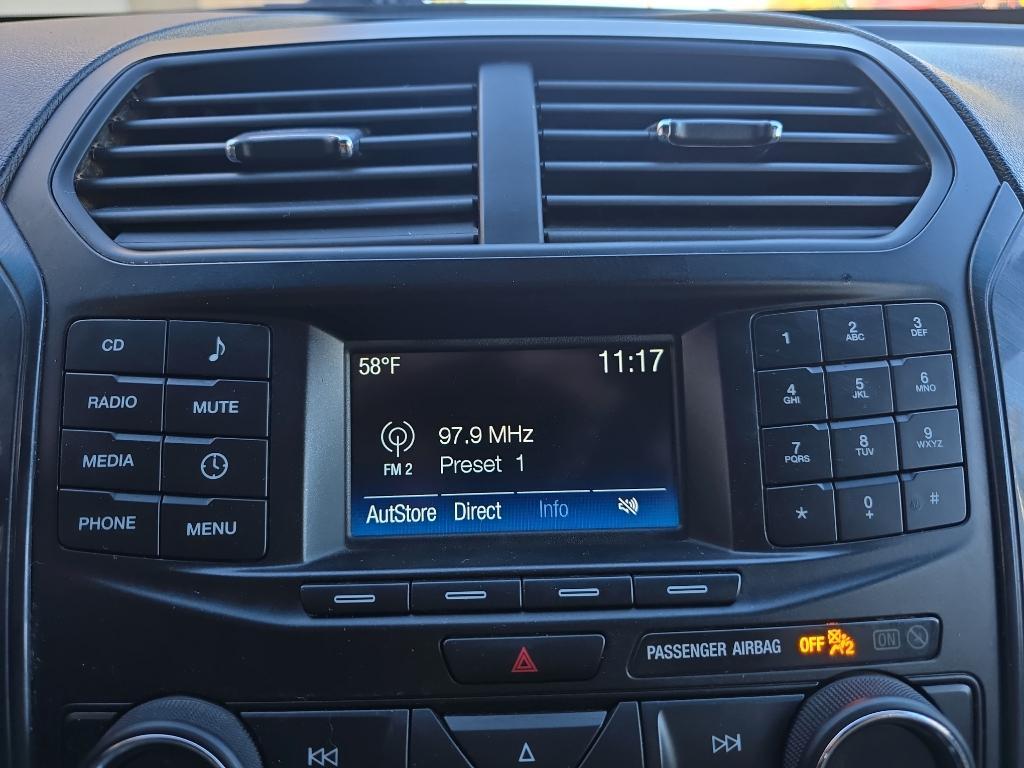 58°F 11:17
97.9 MHz
FM 2 Preset 1
AutStore Direct Info
CD
RADIO MUTE
MEDIA
PHONE MENU
1 2 ABC 3 DEF
4 GHI 5 JKL 6 MNO
7 PQRS 8 TUV 9 WXYZ
* 0 + #
PASSENGER AIRBAG OFF 2 ON